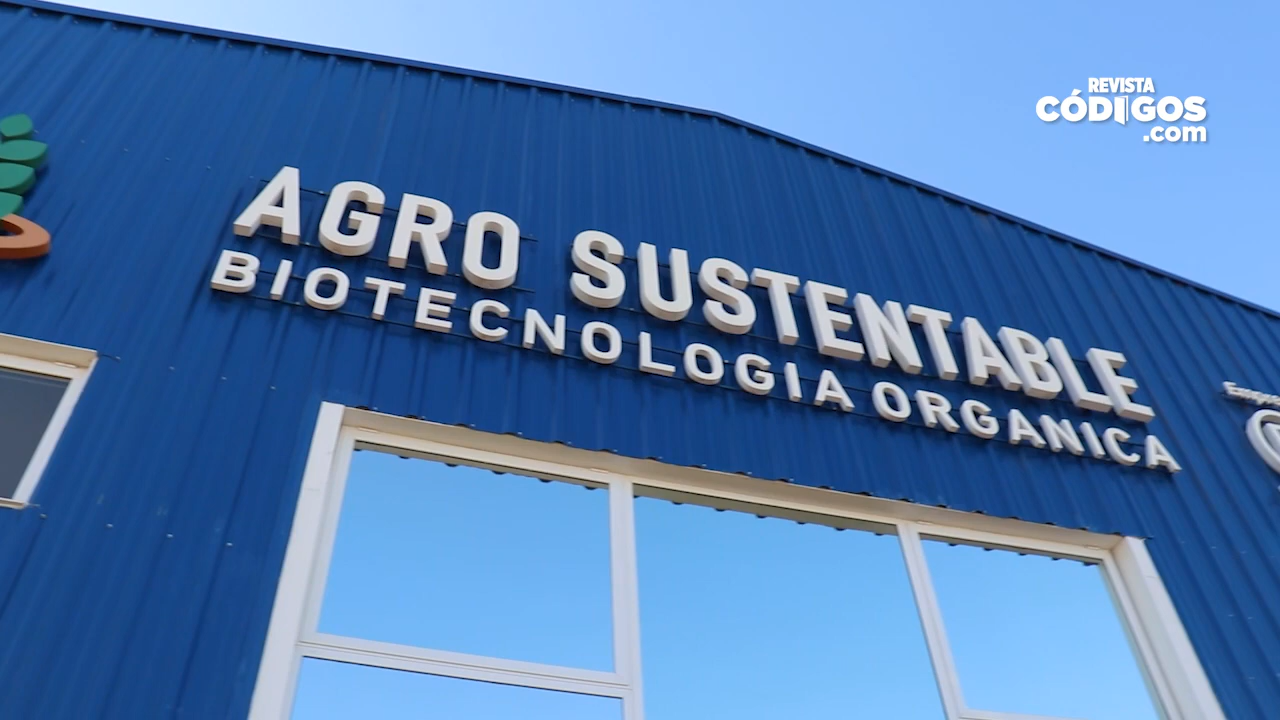 REVISTA
CÓDIGOS
.com
AGRO SUSTENTABLE
BIOTECNOLOGIA ORGANICA